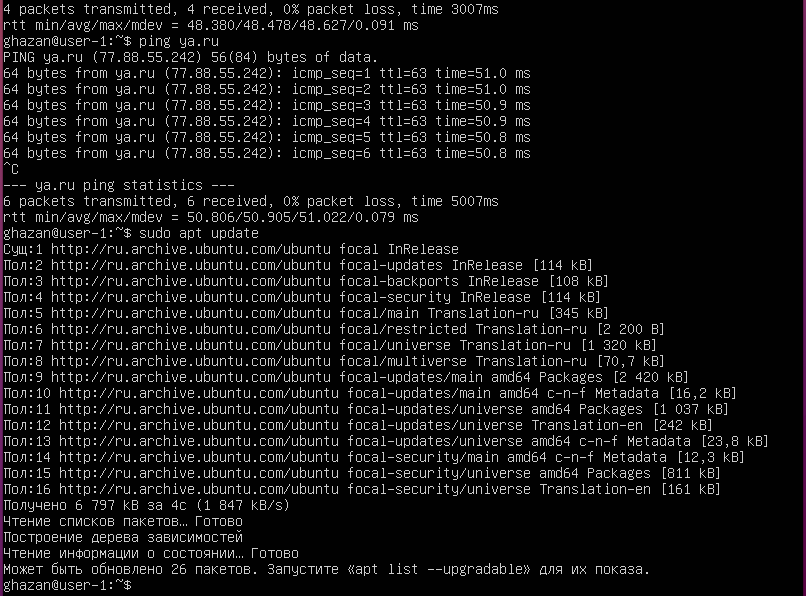 4 packets transmitted, 4 received, 0% packet loss, time 3007ms
rtt min/avg/max/mdev = 48.380/48.478/48.627/0.091 ms
ghazan@user-1:~$ ping ya.ru
PING ya.ru (77.88.55.242) 56(84) bytes of data.
64 bytes from ya.ru (77.88.55.242): icmp_seq=1 ttl=63 time=51.0 ms
64 bytes from ya.ru (77.88.55.242): icmp_seq=2 ttl=63 time=51.0 ms
64 bytes from ya.ru (77.88.55.242): icmp_seq=3 ttl=63 time=50.9 ms
64 bytes from ya.ru (77.88.55.242): icmp_seq=4 ttl=63 time=50.9 ms
64 bytes from ya.ru (77.88.55.242): icmp_seq=5 ttl=63 time=50.8 ms
64 bytes from ya.ru (77.88.55.242): icmp_seq=6 ttl=63 time=50.8 ms
^C
--- ya.ru ping statistics ---
6 packets transmitted, 6 received, 0% packet loss, time 5007ms
rtt min/avg/max/mdev = 50.806/50.905/51.022/0.079 ms
ghazan@user-1:~$ sudo apt update
Сущ:1 http://ru.archive.ubuntu.com/ubuntu focal InRelease
Пол:2 http://ru.archive.ubuntu.com/ubuntu focal-updates InRelease [114 kB]
Пол:3 http://ru.archive.ubuntu.com/ubuntu focal-backports InRelease [108 kB]
Пол:4 http://ru.archive.ubuntu.com/ubuntu focal-security InRelease [114 kB]
Пол:5 http://ru.archive.ubuntu.com/ubuntu focal/main Translation-ru [345 kB]
Пол:6 http://ru.archive.ubuntu.com/ubuntu focal/restricted Translation-ru [2 200 B]
Пол:7 http://ru.archive.ubuntu.com/ubuntu focal/universe Translation-ru [1 320 kB]
Пол:8 http://ru.archive.ubuntu.com/ubuntu focal/multiverse Translation-ru [70,7 kB]
Пол:9 http://ru.archive.ubuntu.com/ubuntu focal-updates/main amd64 Packages [2 420 kB]
Пол:10 http://ru.archive.ubuntu.com/ubuntu focal-updates/main amd64 c-n-f Metadata [16,2 kB]
Пол:11 http://ru.archive.ubuntu.com/ubuntu focal-updates/universe amd64 Packages [1 037 kB]
Пол:12 http://ru.archive.ubuntu.com/ubuntu focal-updates/universe Translation-en [242 kB]
Пол:13 http://ru.archive.ubuntu.com/ubuntu focal-updates/universe amd64 c-n-f Metadata [23,8 kB]
Пол:14 http://ru.archive.ubuntu.com/ubuntu focal-security/main amd64 c-n-f Metadata [12,3 kB]
Пол:15 http://ru.archive.ubuntu.com/ubuntu focal-security/universe amd64 Packages [811 kB]
Пол:16 http://ru.archive.ubuntu.com/ubuntu focal-security/universe Translation-en [161 kB]
Получено 6 797 kB за 4с (1 847 kB/s)
Чтение списков пакетов… Готово
Построение дерева зависимостей
Чтение информации о состоянии… Готово
Может быть обновлено 26 пакетов. Запустите «apt list --upgradable» для их показа.
ghazan@user-1:~$